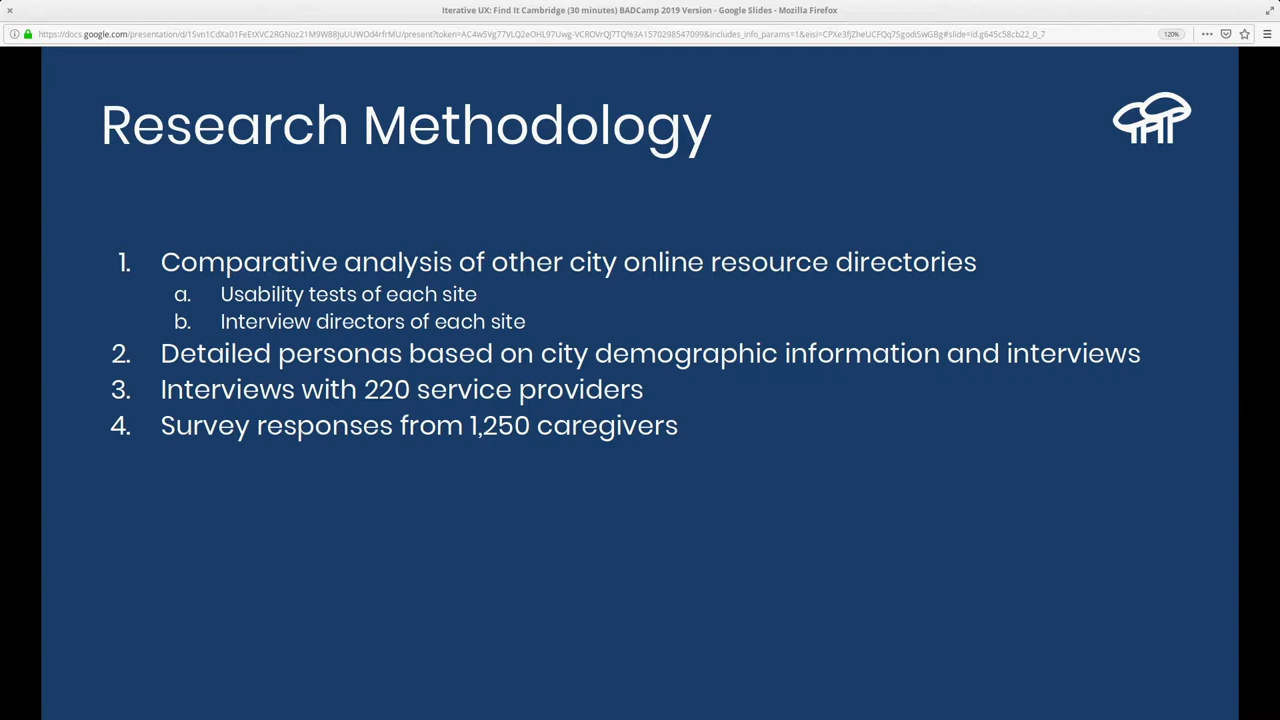 Iterative UX: Find It Cambridge (30 minutes) BADCamp 2019 Version - Google Slides - Mozilla Firefox
120%
Research Methodology
1. Comparative analysis of other city online resource directories
a. Usability tests of each site
b. Interview directors of each site
2. Detailed personas based on city demographic information and interviews
3. Interviews with 220 service providers
4. Survey responses from 1,250 caregivers